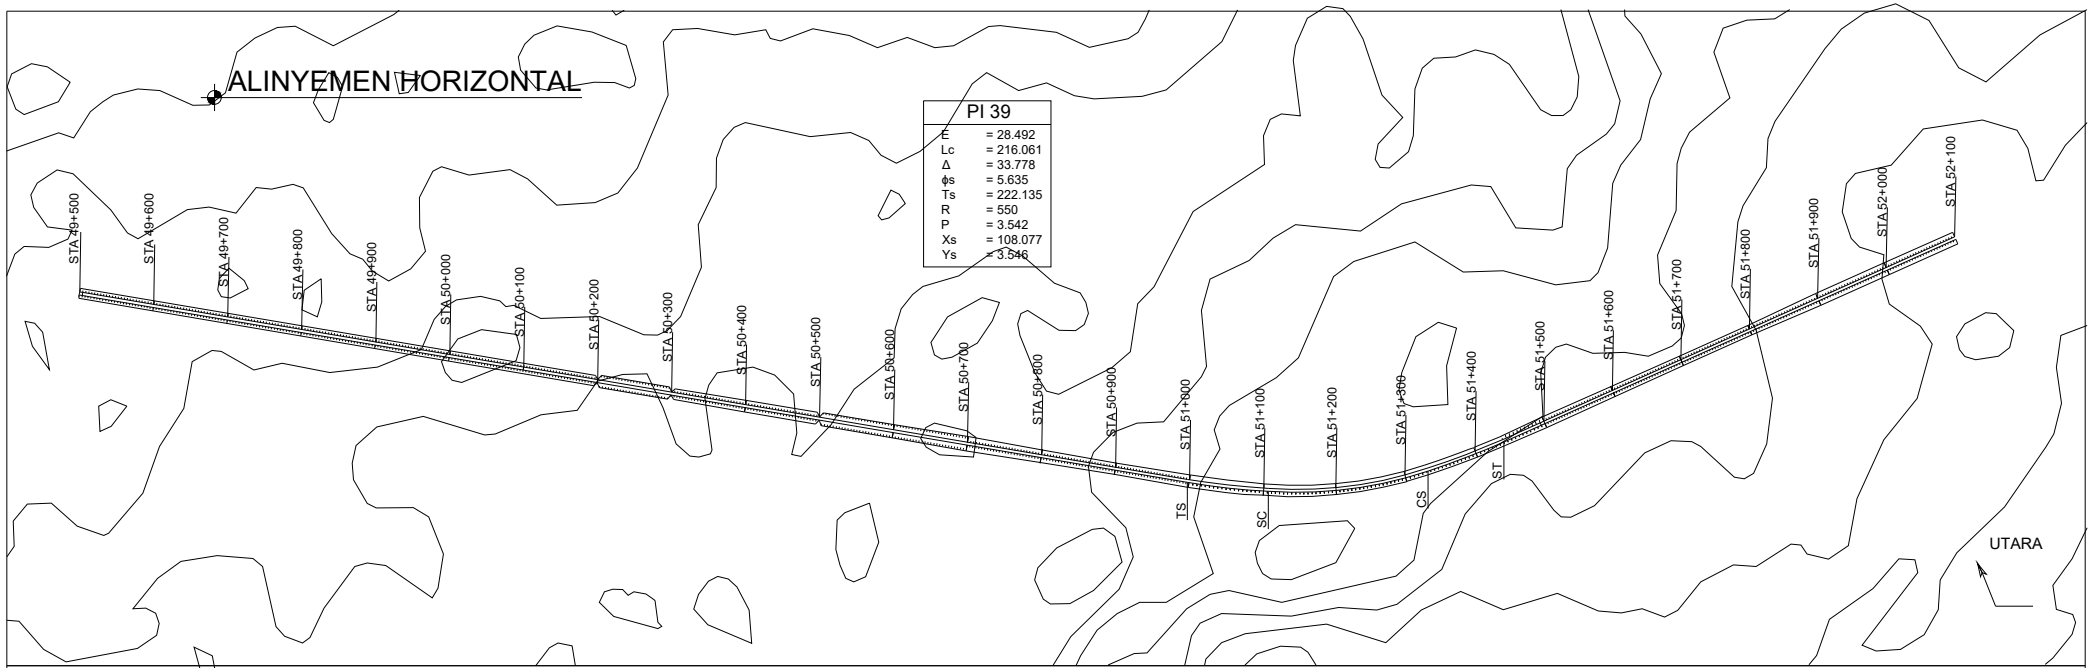 ALINYEMEN HORIZONTAL
PI 39
E = 28.492
Lc = 216.061
Δ = 33.778
ϕs = 5.635
Ts = 222.135
R = 550
P = 3.542
Xs = 108.077
Ys = 3.546
STA 49+500
STA 49+600
STA 49+700
STA 49+800
STA 49+900
STA 50+000
STA 50+100
STA 50+200
STA 50+300
STA 50+400
STA 50+500
STA 50+600
STA 50+700
STA 50+800
STA 50+900
STA 51+000
STA 51+100
STA 51+200
STA 51+300
STA 51+400
STA 51+500
STA 51+600
STA 51+700
STA 51+800
STA 51+900
STA 52+000
STA 52+100
TS
SC
CS
ST
UTARA